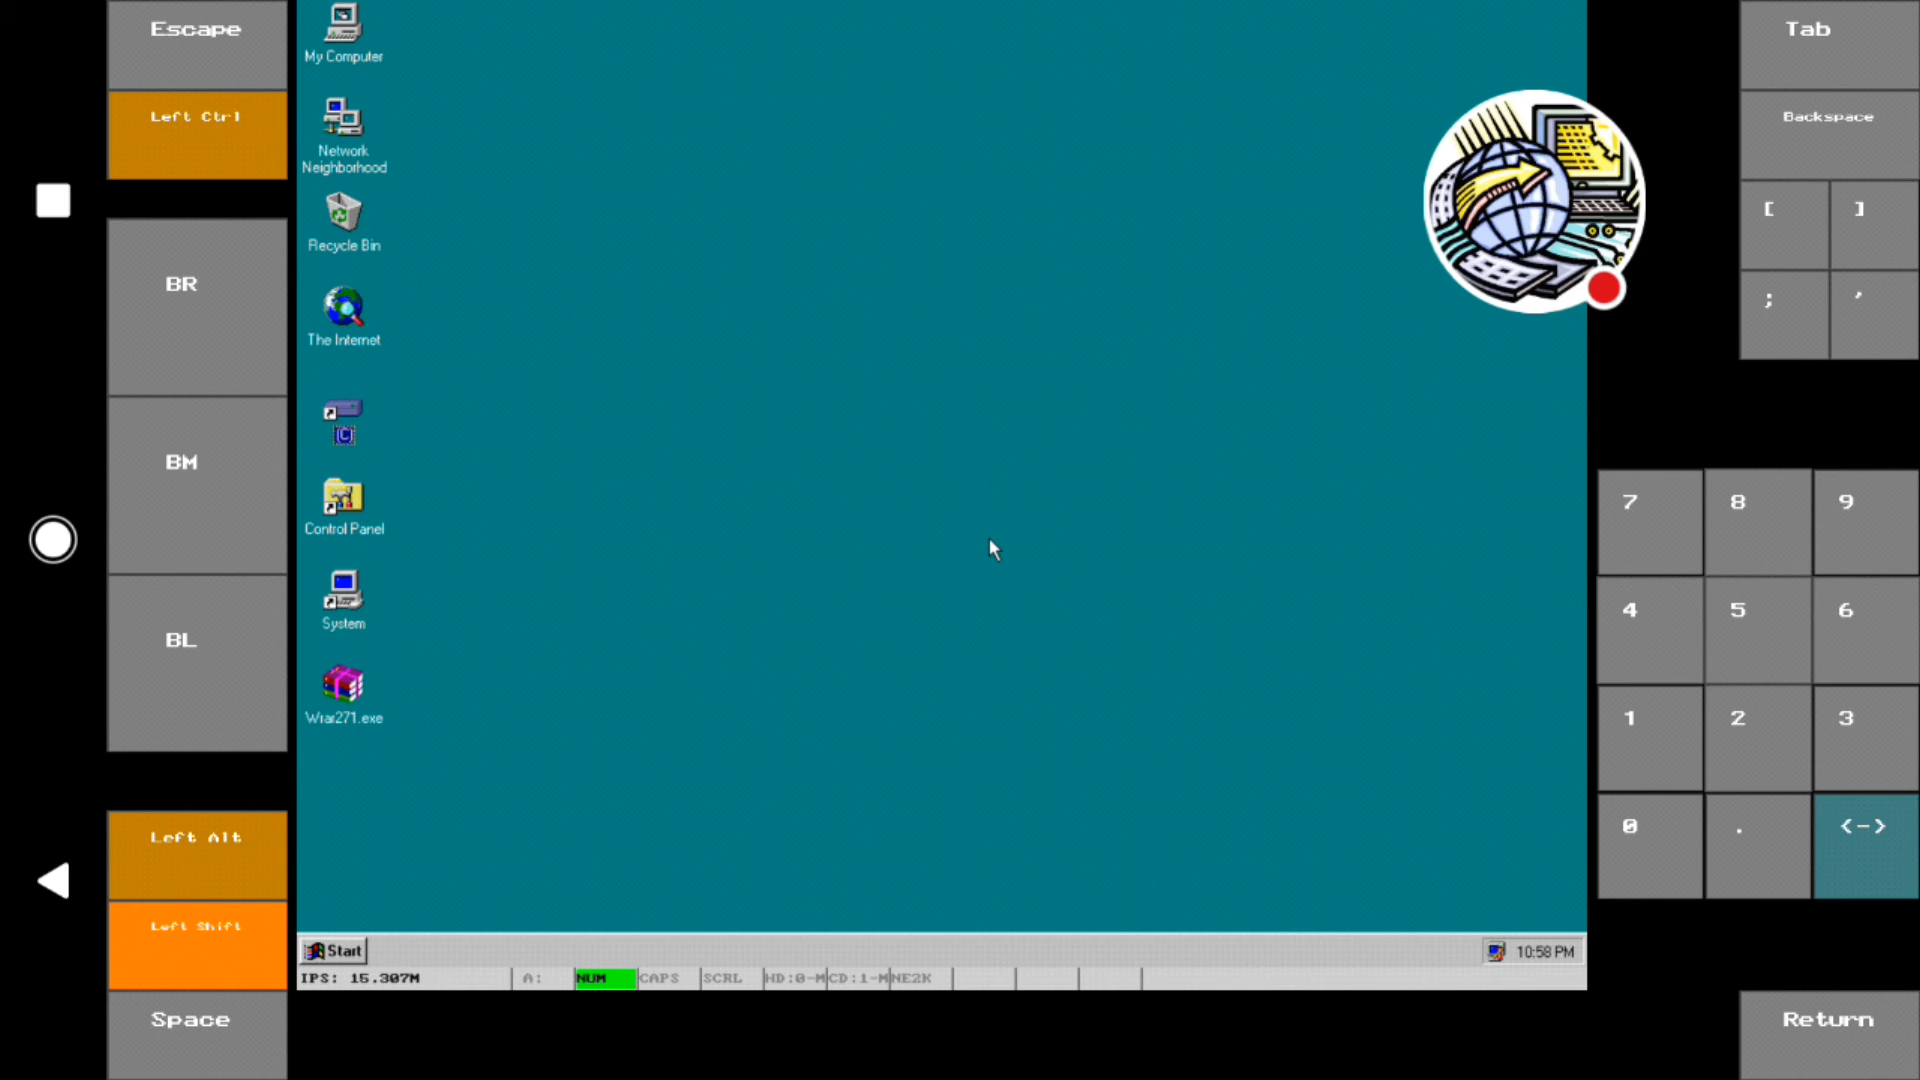 Escape
Left Ctrl
BR
BM
BL
Left Alt
Left Shift
Space
My Computer
Network
Neighborhood
Recycle Bin
The Internet
C
Control Panel
System
Wrar271.exe
Start
10:58 PM
IPS: 15.307M
A:
NUM
CAPS
SCRL
HD:0-M
CD:1-M
NE2K
Tab
Backspace
[ ]
; '
7 8 9
4 5 6
1 2 3
0 . <->
Return